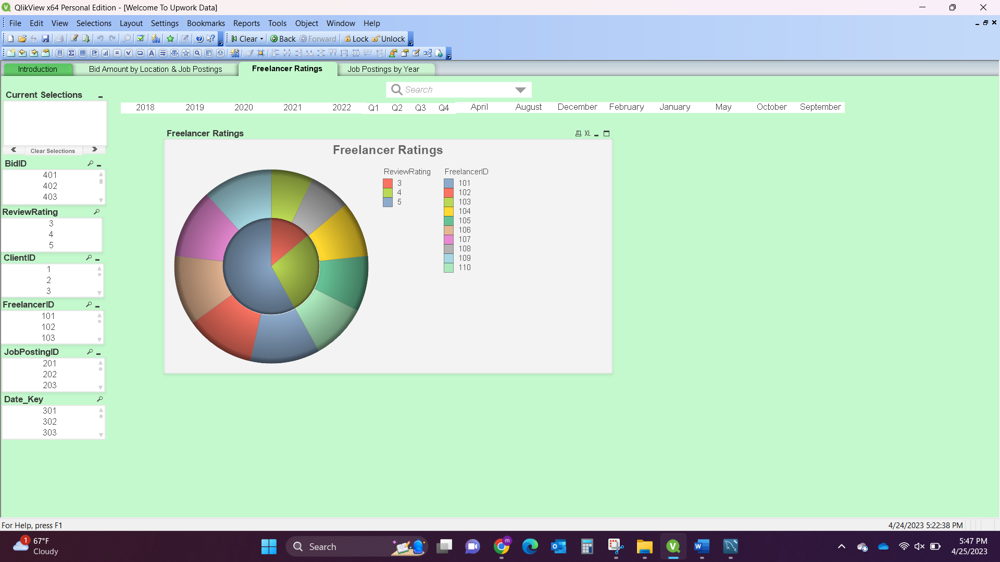 QlikView x64 Personal Edition - [Welcome To Upwork Data]
File Edit View Selections Layout Settings Bookmarks Reports Tools Object Window Help
Clear Back Forward Lock Unlock
Introduction Bid Amount by Location & Job Postings Freelancer Ratings Job Postings by Year
Search
Current Selections
2018 2019 2020 2021 2022 Q1 Q2 Q3 Q4 April August December February January May October September
Clear Selections
BidID
401
402
403
ReviewRating
3
4
5
ClientID
1
2
3
FreelancerID
101
102
103
JobPostingID
201
202
203
Date_Key
301
302
303
Freelancer Ratings
XL
Freelancer Ratings
ReviewRating
3
4
5
FreelancerID
101
102
103
104
105
106
107
108
109
110
For Help, press F1
4/24/2023 5:22:38 PM
1
67°F
Cloudy
Search
m
5:47 PM
4/25/2023